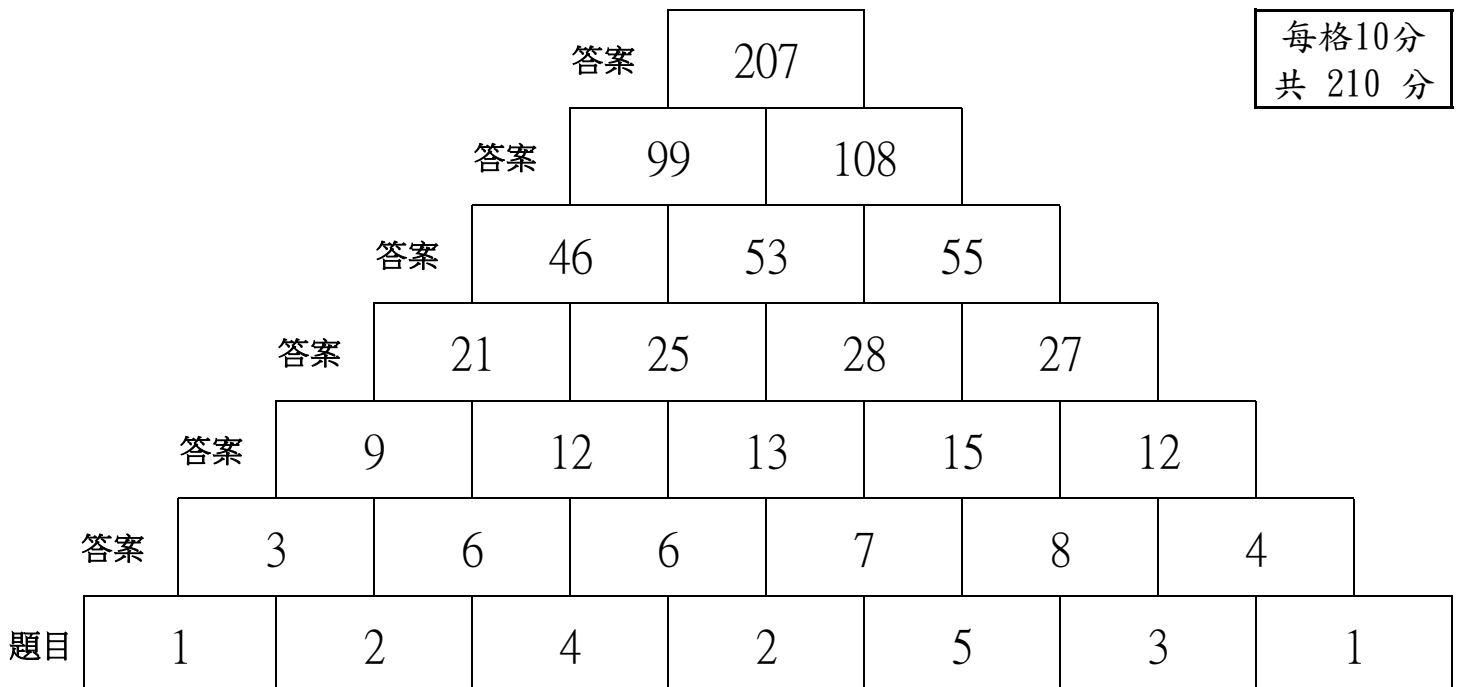 每格10分
共 210 分
答案 207
答案 99 108
答案 46 53 55
答案 21 25 28 27
答案 9 12 13 15 12
答案 3 6 6 7 8 4
題目 1 2 4 2 5 3 1